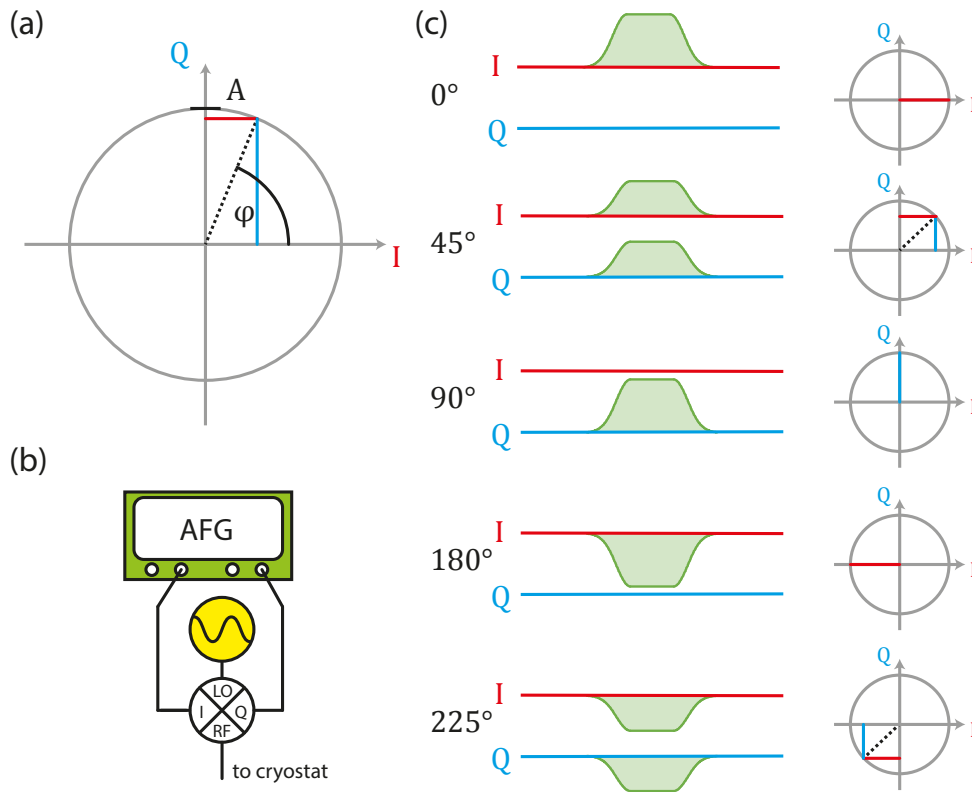 (a)
Q
A
φ
I
(b)
AFG
LO
I
Q
RF
to cryostat
(c)
I
0°
Q
Q
I
I
45°
Q
Q
I
I
90°
Q
Q
I
I
180°
Q
Q
I
I
225°
Q
Q
I